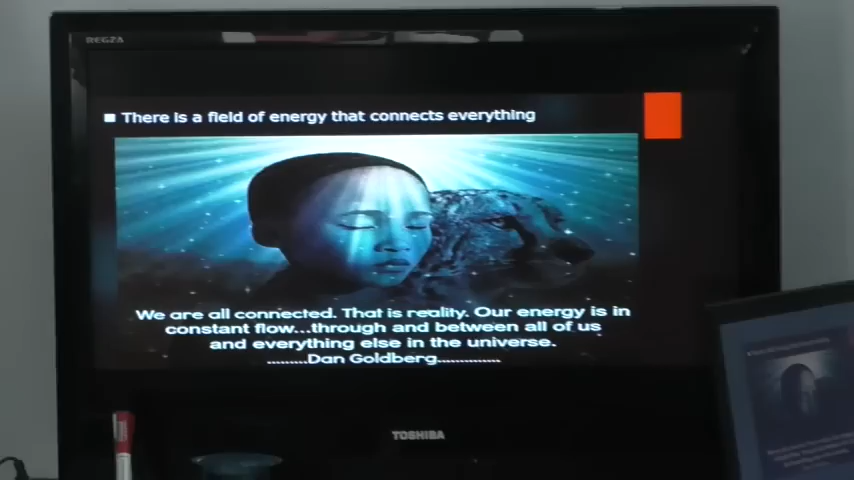 REGZA
There is a field of energy that connects everything
We are all connected. That is reality. Our energy is in
constant flow...through and between all of us
and everything else in the universe.
.........Dan Goldberg..............
TOSHIBA